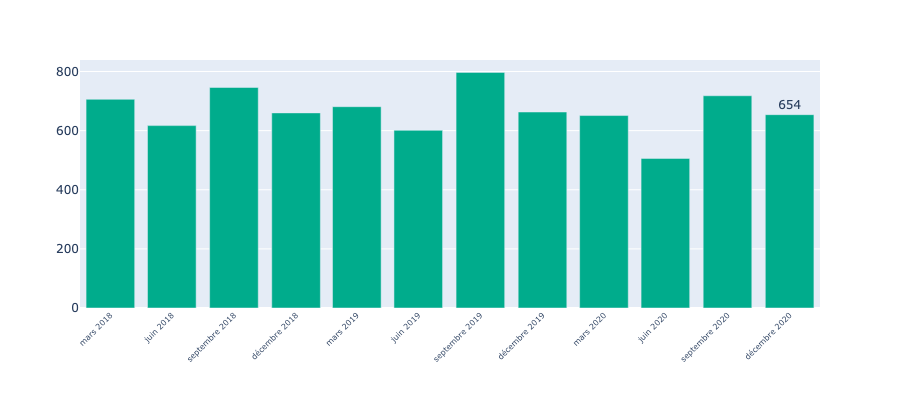 800
600
400
200
0
654
mars 2018
juin 2018
septembre 2018
décembre 2018
mars 2019
juin 2019
septembre 2019
décembre 2019
mars 2020
juin 2020
septembre 2020
décembre 2020